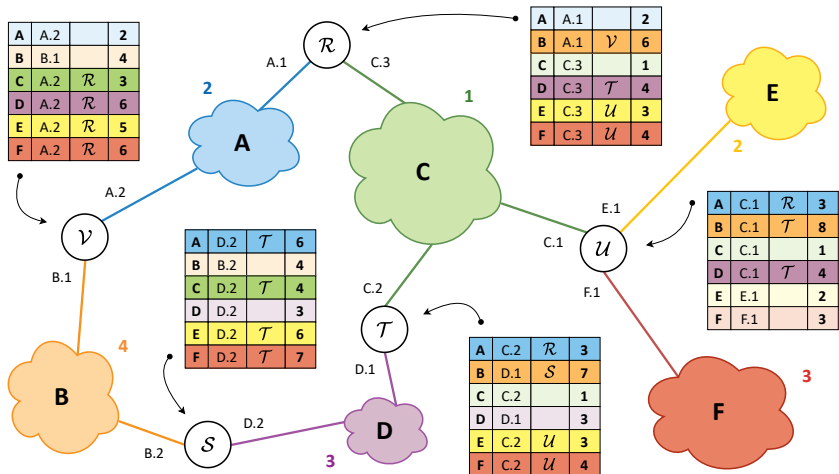 A A.2 2
B B.1 4
C A.2 ℛ 3
D A.2 ℛ 6
E A.2 ℛ 5
F A.2 ℛ 6
ℛ
A.1
C.3
A A.1 2
B A.1 𝒱 6
C C.3 1
D C.3 𝒯 4
E C.3 𝒰 3
F C.3 𝒰 4
2
A
1
C
E
2
A.2
𝒱
B.1
A D.2 𝒯 6
B B.2 4
C D.2 𝒯 4
D D.2 3
E D.2 𝒯 6
F D.2 𝒯 7
E.1
C.1
𝒰
F.1
A C.1 ℛ 3
B C.1 𝒯 8
C C.1 1
D C.1 𝒯 4
E E.1 2
F F.1 3
C.2
𝒯
D.1
A C.2 ℛ 3
B D.1 𝒮 7
C C.2 1
D D.1 3
E C.2 𝒰 3
F C.2 𝒰 4
4
B
B.2
𝒮
D.2
D
3
3
F